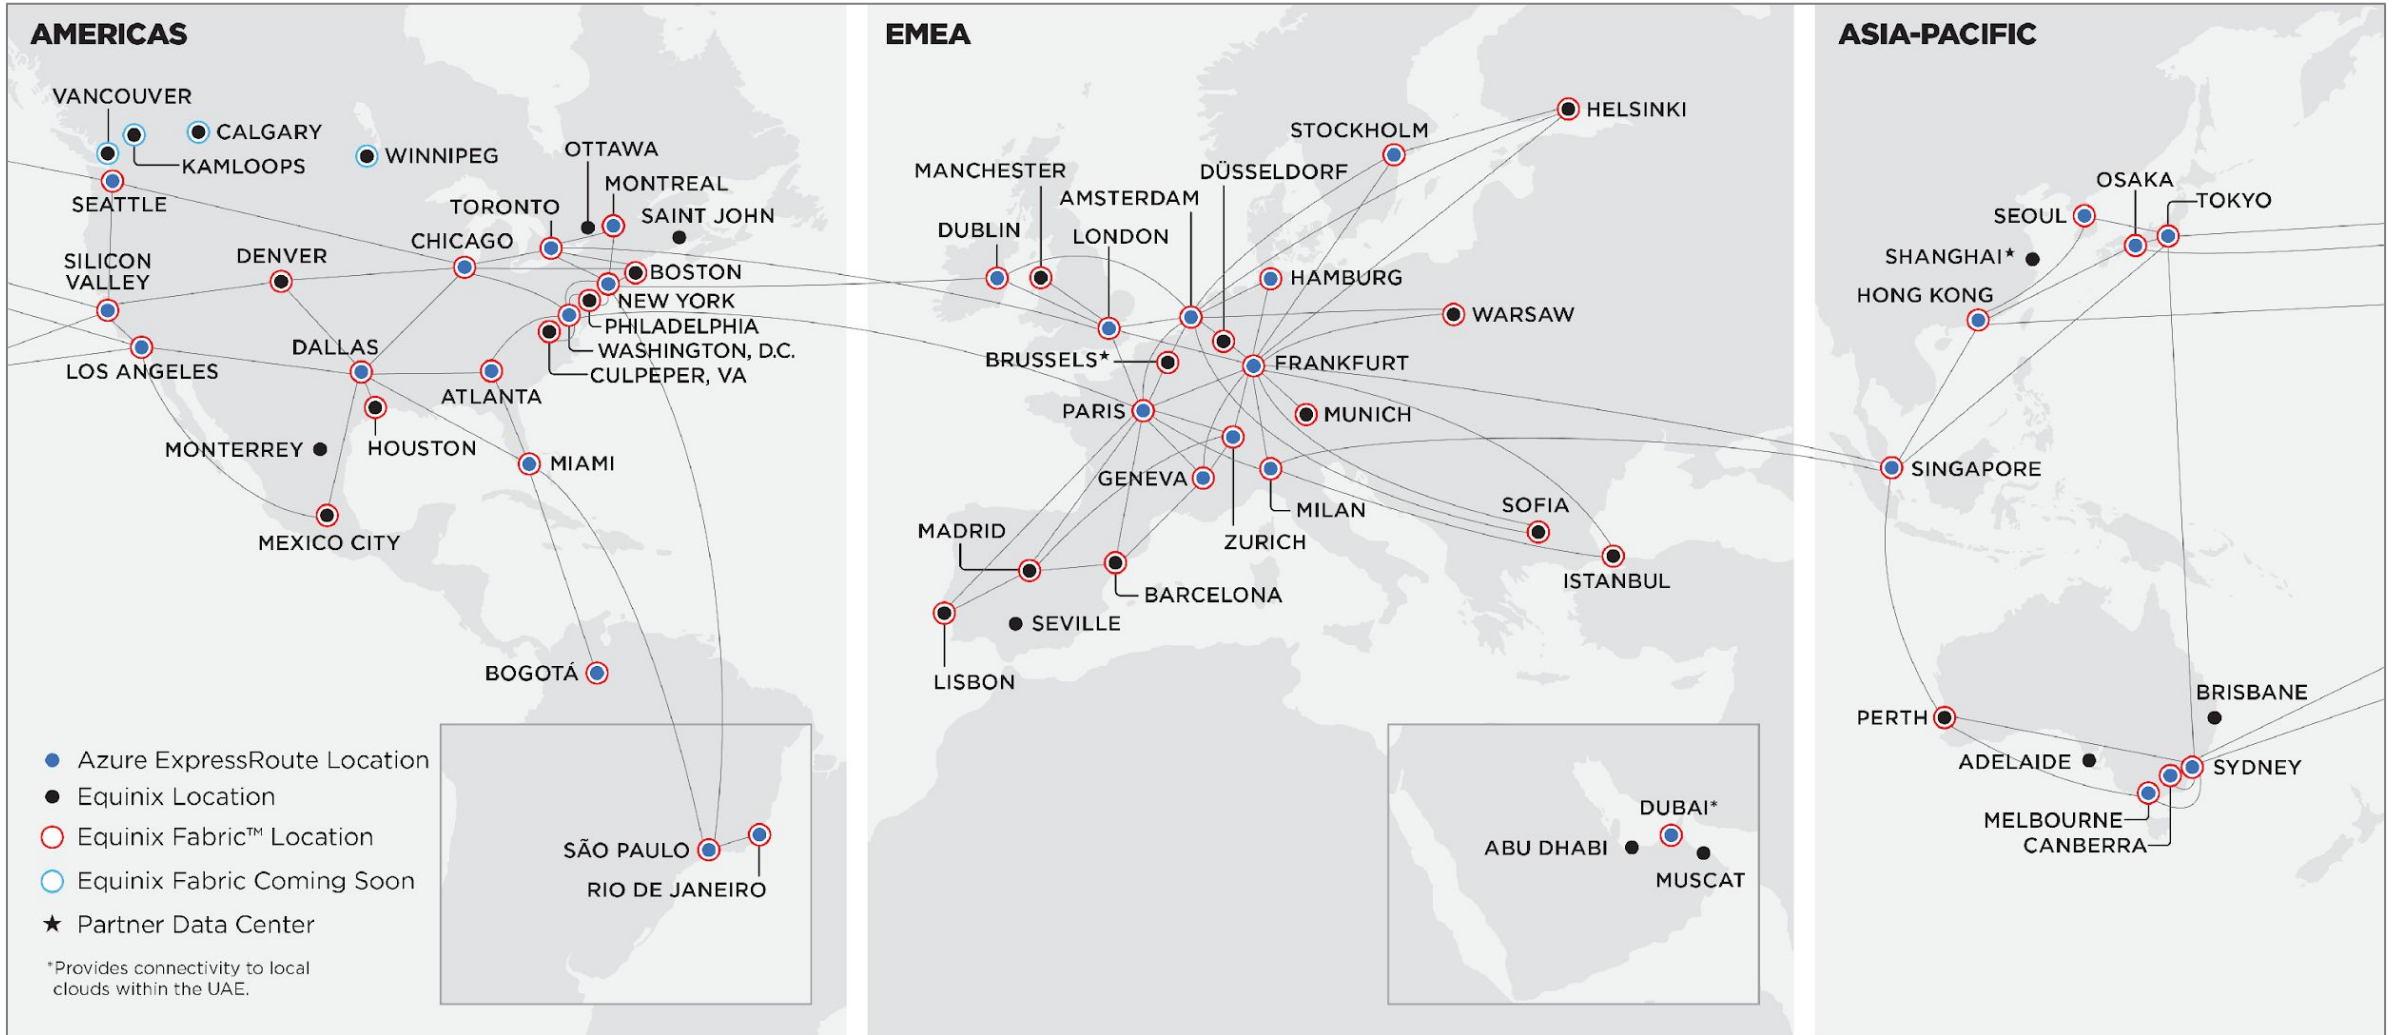 AMERICAS
VANCOUVER
CALGARY
KAMLOOPS
WINNIPEG
OTTAWA
MONTREAL
SEATTLE
TORONTO
SAINT JOHN
CHICAGO
SILICON
VALLEY
DENVER
BOSTON
NEW YORK
PHILADELPHIA
WASHINGTON, D.C.
CULPEPER, VA
DALLAS
LOS ANGELES
ATLANTA
MONTERREY
HOUSTON
MIAMI
MEXICO CITY
BOGOTÁ
SÃO PAULO
RIO DE JANEIRO
Azure ExpressRoute Location
Equinix Location
Equinix Fabric™ Location
Equinix Fabric Coming Soon
★ Partner Data Center
*Provides connectivity to local
clouds within the UAE.
EMEA
HELSINKI
STOCKHOLM
MANCHESTER
DÜSSELDORF
AMSTERDAM
DUBLIN
LONDON
HAMBURG
WARSAW
BRUSSELS★
FRANKFURT
PARIS
MUNICH
GENEVA
MILAN
SOFIA
MADRID
ZURICH
ISTANBUL
BARCELONA
SEVILLE
LISBON
DUBAI*
ABU DHABI
MUSCAT
ASIA-PACIFIC
OSAKA
TOKYO
SEOUL
SHANGHAI★
HONG KONG
SINGAPORE
BRISBANE
PERTH
ADELAIDE
SYDNEY
MELBOURNE
CANBERRA